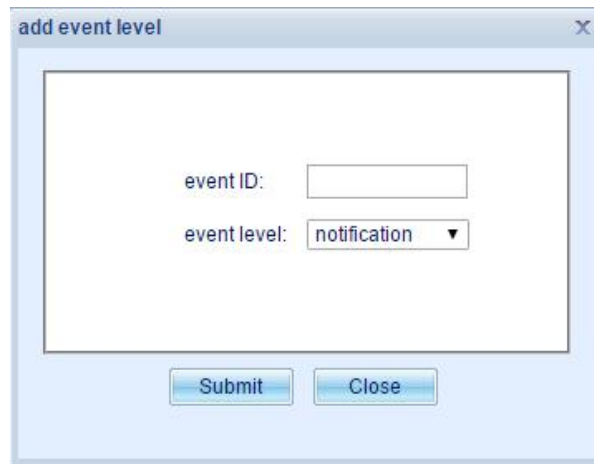 add event level X
event ID:
event level: notification ▼
Submit Close